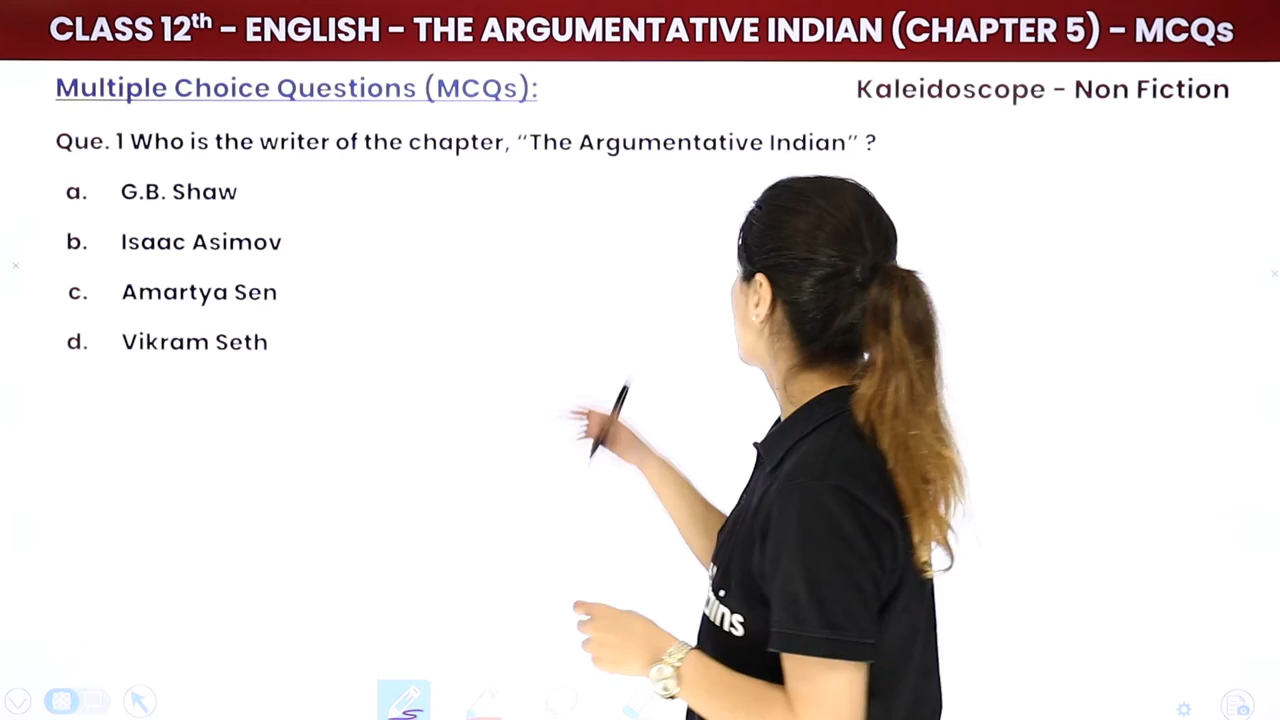 CLASS 12th – ENGLISH – THE ARGUMENTATIVE INDIAN (CHAPTER 5) – MCQs
Multiple Choice Questions (MCQs):
Kaleidoscope - Non Fiction
Que. 1 Who is the writer of the chapter, “The Argumentative Indian” ?
a. G.B. Shaw
b. Isaac Asimov
c. Amartya Sen
d. Vikram Seth